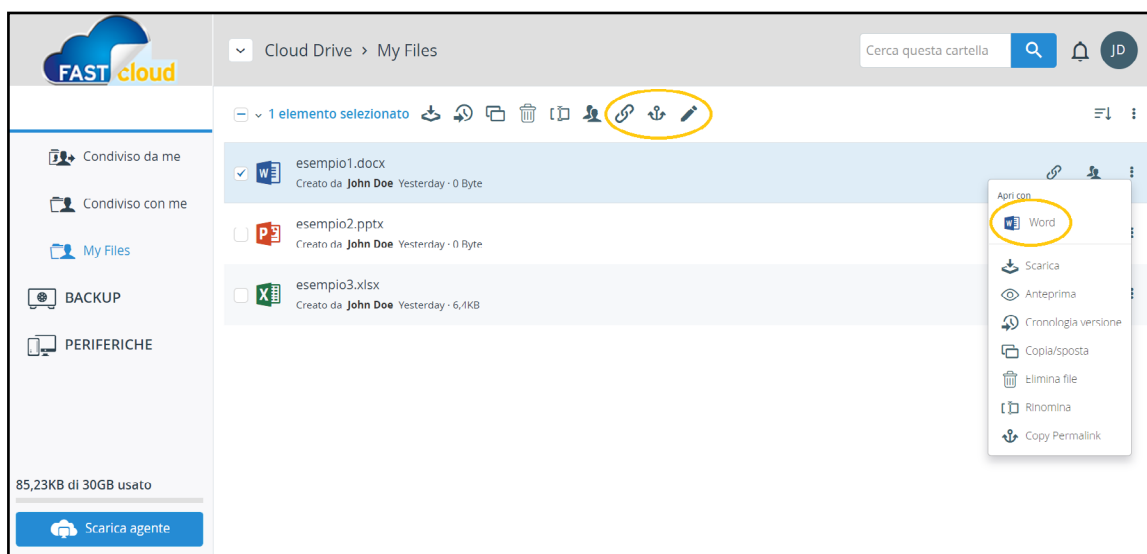 FAST cloud
Cloud Drive > My Files
Cerca questa cartella
JD
1 elemento selezionato
Condiviso da me
Condiviso con me
My Files
BACKUP
PERIFERICHE
85,23KB di 30GB usato
Scarica agente
esempio1.docx
Creato da John Doe Yesterday · 0 Byte
esempio2.pptx
Creato da John Doe Yesterday · 0 Byte
esempio3.xlsx
Creato da John Doe Yesterday · 6,4KB
Apri con
Word
Scarica
Anteprima
Cronologia versione
Copia/sposta
Elimina file
Rinomina
Copy Permalink